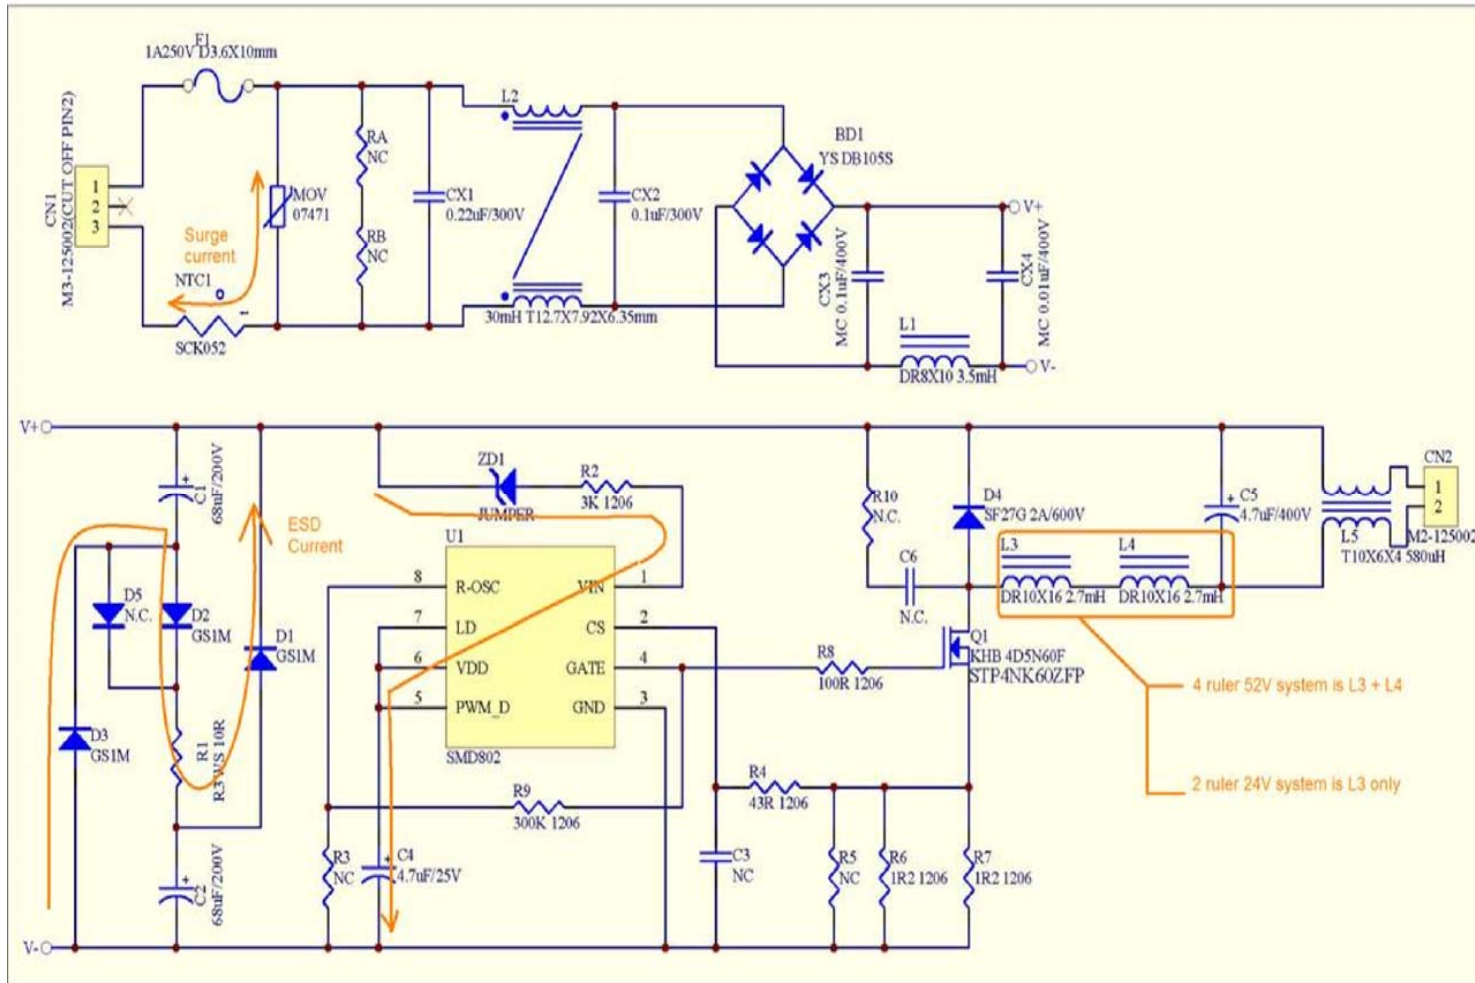 F1
1A250V D3.6X10mm
CN1
M3-125002(CUT OFF PIN2)
1
2
3
Surge
current
NTC1
SCK052
MOV
07471
RA
NC
RB
NC
CX1
0.22uF/300V
L2
30mH T12.7X7.92X6.35mm
CX2
0.1uF/300V
BD1
YS DB105S
CX3
MC 0.1uF/400V
CX4
MC 0.01uF/400V
L1
DR8X10 3.5mH
V+
V-
V+
C1
68uF/200V
ESD
Current
D5
N.C.
D2
GS1M
D1
GS1M
D3
GS1M
R1
R3WS 10R
C2
68uF/200V
V-
ZD1
JUMPER
R2
3K 1206
U1
8 R-OSC
7 LD
6 VDD
5 PWM_D
VIN 1
CS 2
GATE 4
GND 3
SMD802
R9
300K 1206
R3
NC
C4
4.7uF/25V
R8
100R 1206
R4
43R 1206
C3
NC
R5
NC
R6
1R2 1206
R7
1R2 1206
R10
N.C.
C6
N.C.
D4
SF27G 2A/600V
L3
DR10X16 2.7mH
L4
DR10X16 2.7mH
Q1
KHB 4D5N60F
STP4NK60ZFP
C5
4.7uF/400V
L5
T10X6X4 580uH
CN2
1
2
M2-125002
4 ruler 52V system is L3 + L4
2 ruler 24V system is L3 only